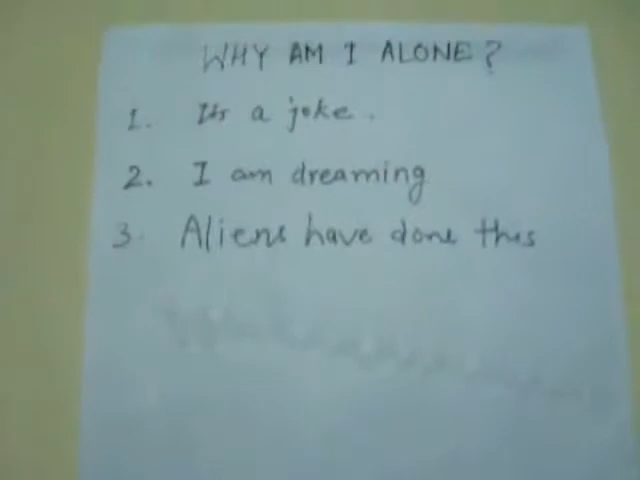 WHY AM I ALONE?
1. Its a joke.
2. I am dreaming
3. Aliens have done this